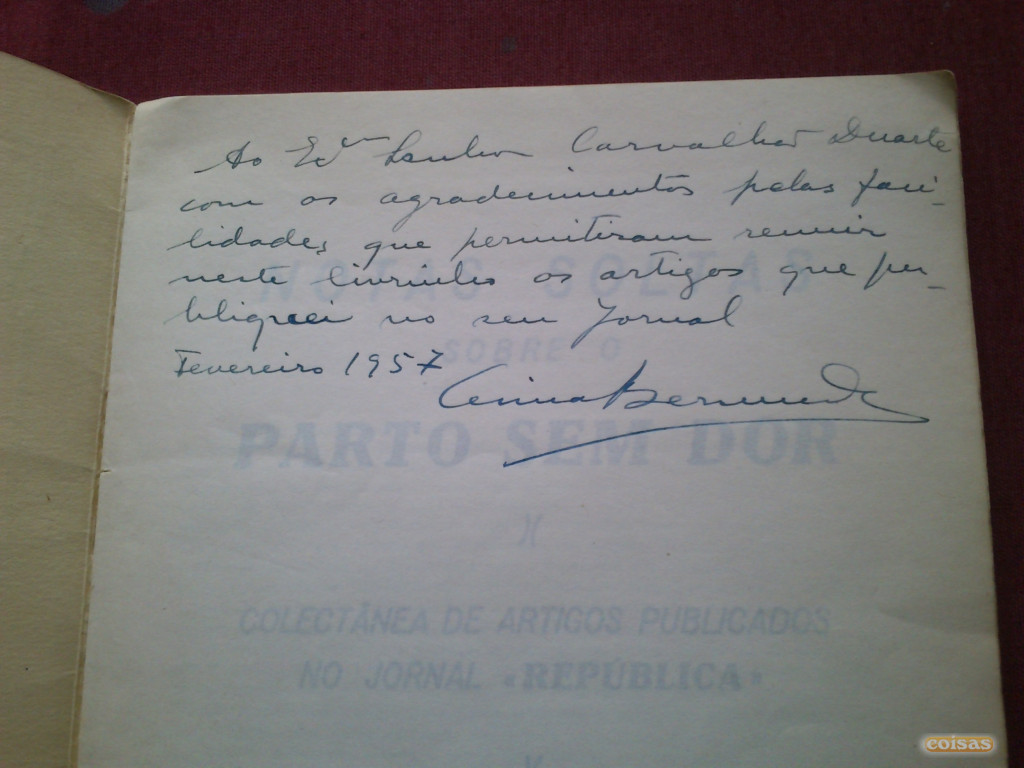 Ao Exº Senhor Carvalhão Duarte
com os agradecimentos pelas faci-
lidades que permitiram reunir
neste livrinho os artigos que pu-
bliquei no seu Jornal
Fevereiro 1957
Cesina Bermudes
NOTAS SOLTAS
SOBRE O
PARTO SEM DOR
COLECTÂNEA DE ARTIGOS PUBLICADOS
NO JORNAL «REPÚBLICA»
coisas